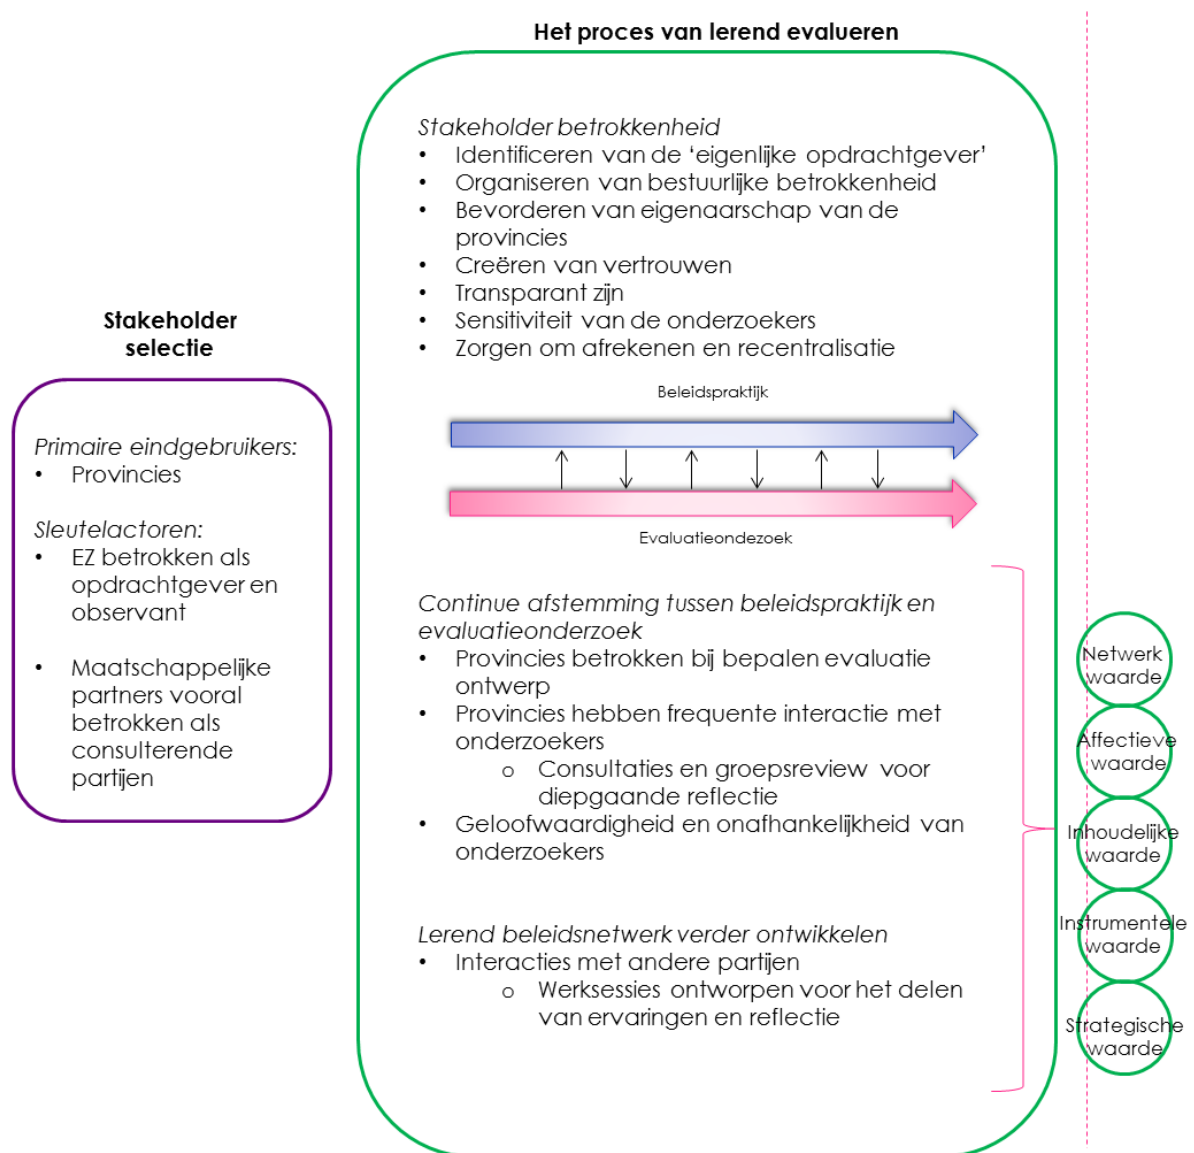 Het proces van lerend evalueren
Stakeholder
selectie
Primaire eindgebruikers:
• Provincies
Sleutelactoren:
• EZ betrokken als
opdrachtgever en
observant
• Maatschappelijke
partners vooral
betrokken als
consulterende
partijen
Stakeholder betrokkenheid
• Identificeren van de ‘eigenlijke opdrachtgever’
• Organiseren van bestuurlijke betrokkenheid
• Bevorderen van eigenaarschap van de
provincies
• Creëren van vertrouwen
• Transparant zijn
• Sensitiviteit van de onderzoekers
• Zorgen om afrekenen en recentralisatie
Beleidspraktijk
Evaluatieondezoek
Continue afstemming tussen beleidspraktijk en
evaluatieonderzoek
• Provincies betrokken bij bepalen evaluatie
ontwerp
• Provincies hebben frequente interactie met
onderzoekers
o Consultaties en groepsreview voor
diepgaande reflectie
• Geloofwaardigheid en onafhankelijkheid van
onderzoekers
Lerend beleidsnetwerk verder ontwikkelen
• Interacties met andere partijen
o Werksessies ontworpen voor het delen
van ervaringen en reflectie
Netwerk
waarde
Affectieve
waarde
Inhoudelijke
waarde
Instrumentele
waarde
Strategische
waarde